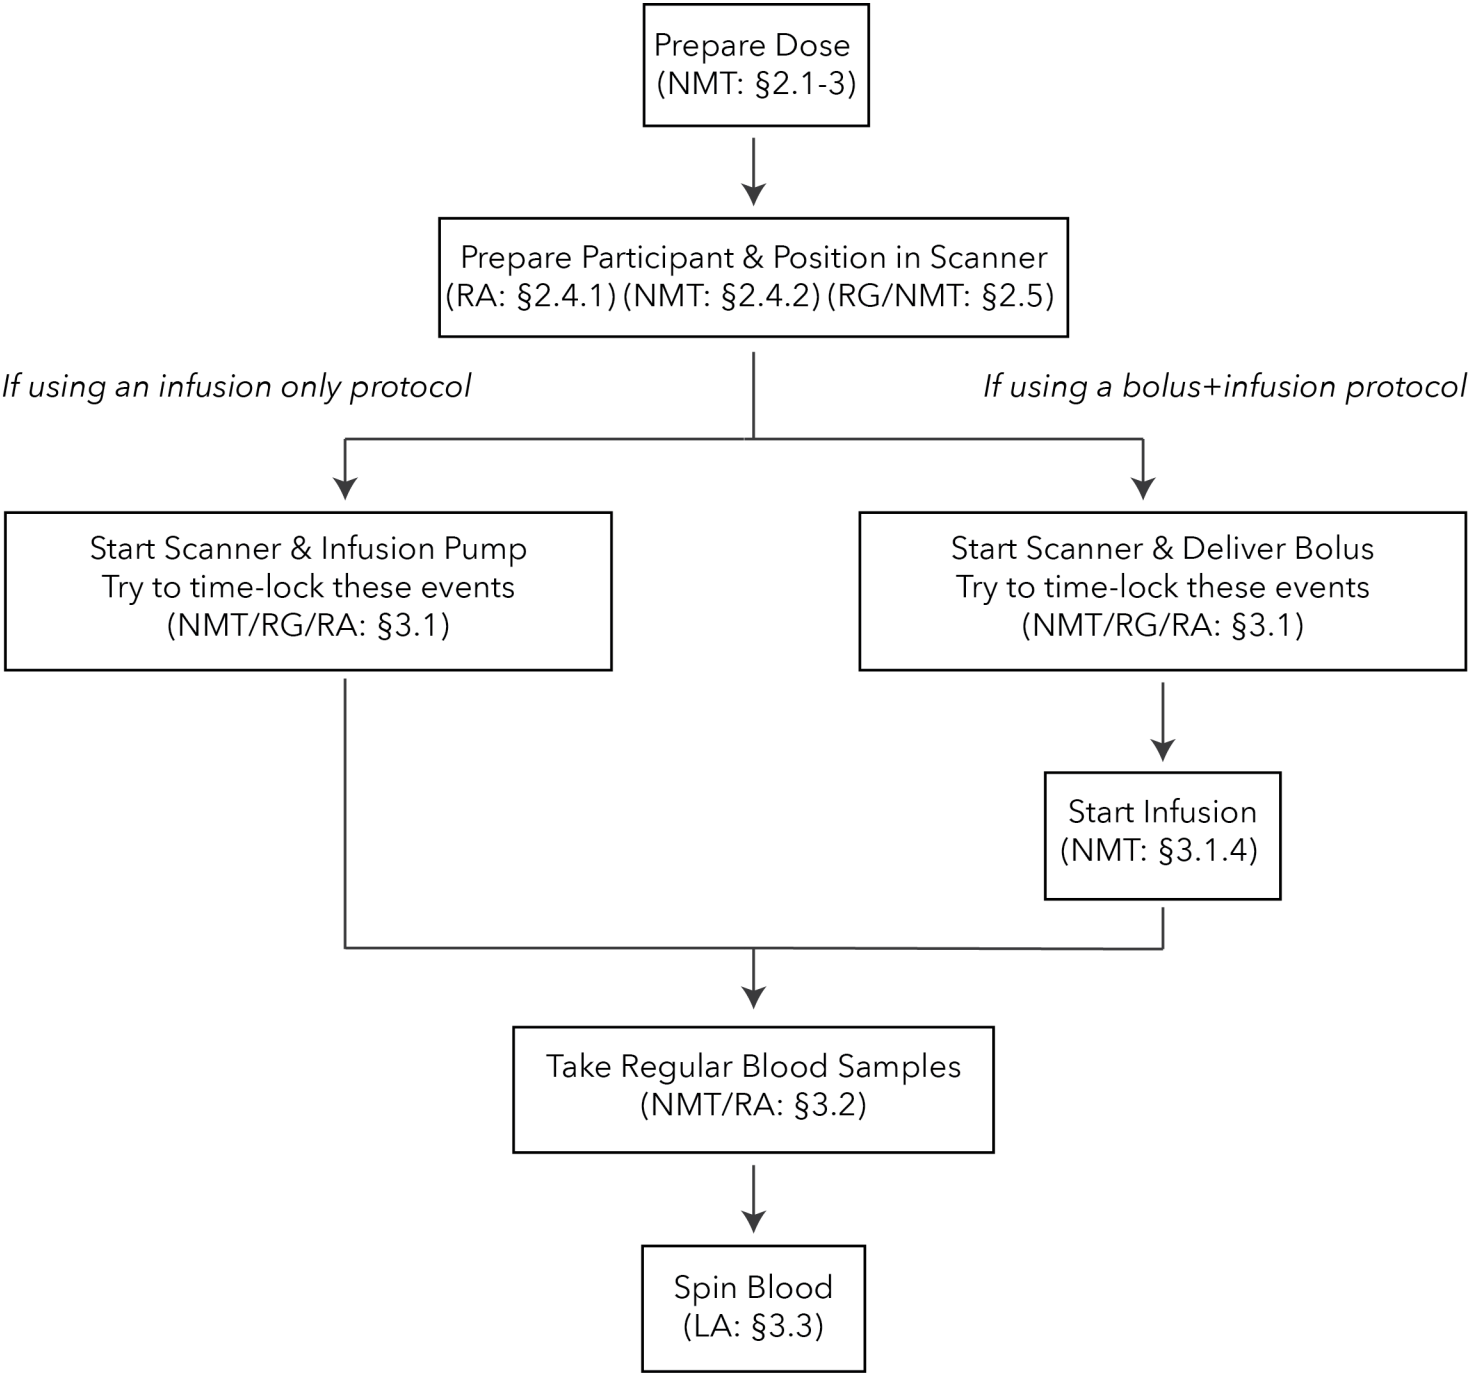 Prepare Dose
(NMT: §2.1-3)
Prepare Participant & Position in Scanner
(RA: §2.4.1) (NMT: §2.4.2) (RG/NMT: §2.5)
If using an infusion only protocol
If using a bolus+infusion protocol
Start Scanner & Infusion Pump
Try to time-lock these events
(NMT/RG/RA: §3.1)
Start Scanner & Deliver Bolus
Try to time-lock these events
(NMT/RG/RA: §3.1)
Start Infusion
(NMT: §3.1.4)
Take Regular Blood Samples
(NMT/RA: §3.2)
Spin Blood
(LA: §3.3)